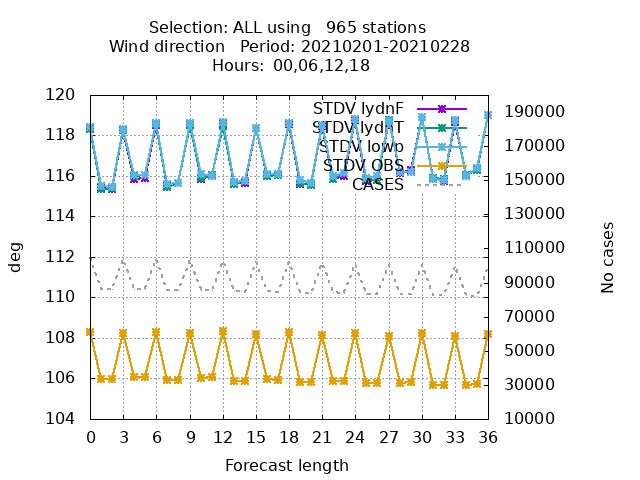 Selection: ALL using   965 stations
Wind direction   Period: 20210201-20210228
Hours:  00,06,12,18
120
118
116
114
112
110
108
106
104
190000
170000
150000
130000
110000
90000
70000
50000
30000
10000
STDV lydnF
STDV lydnT
STDV lowp
STDV OBS
CASES
deg
No cases
0 3 6 9 12 15 18 21 24 27 30 33 36
Forecast length